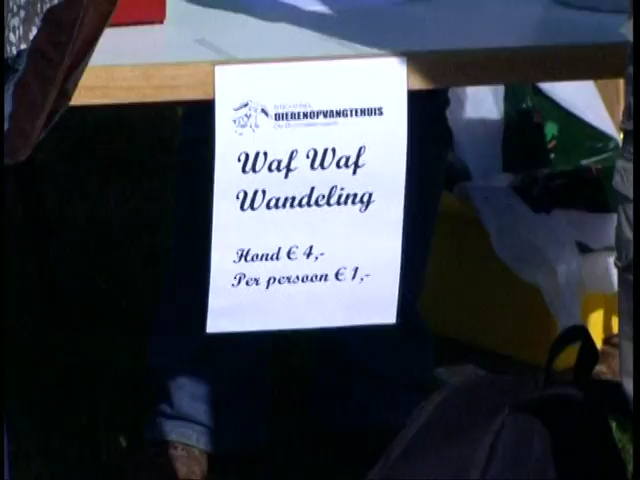 DIERENOPVANGTEHUIS
Waf Waf
Wandeling
Hond € 4,-
Per persoon € 1,-